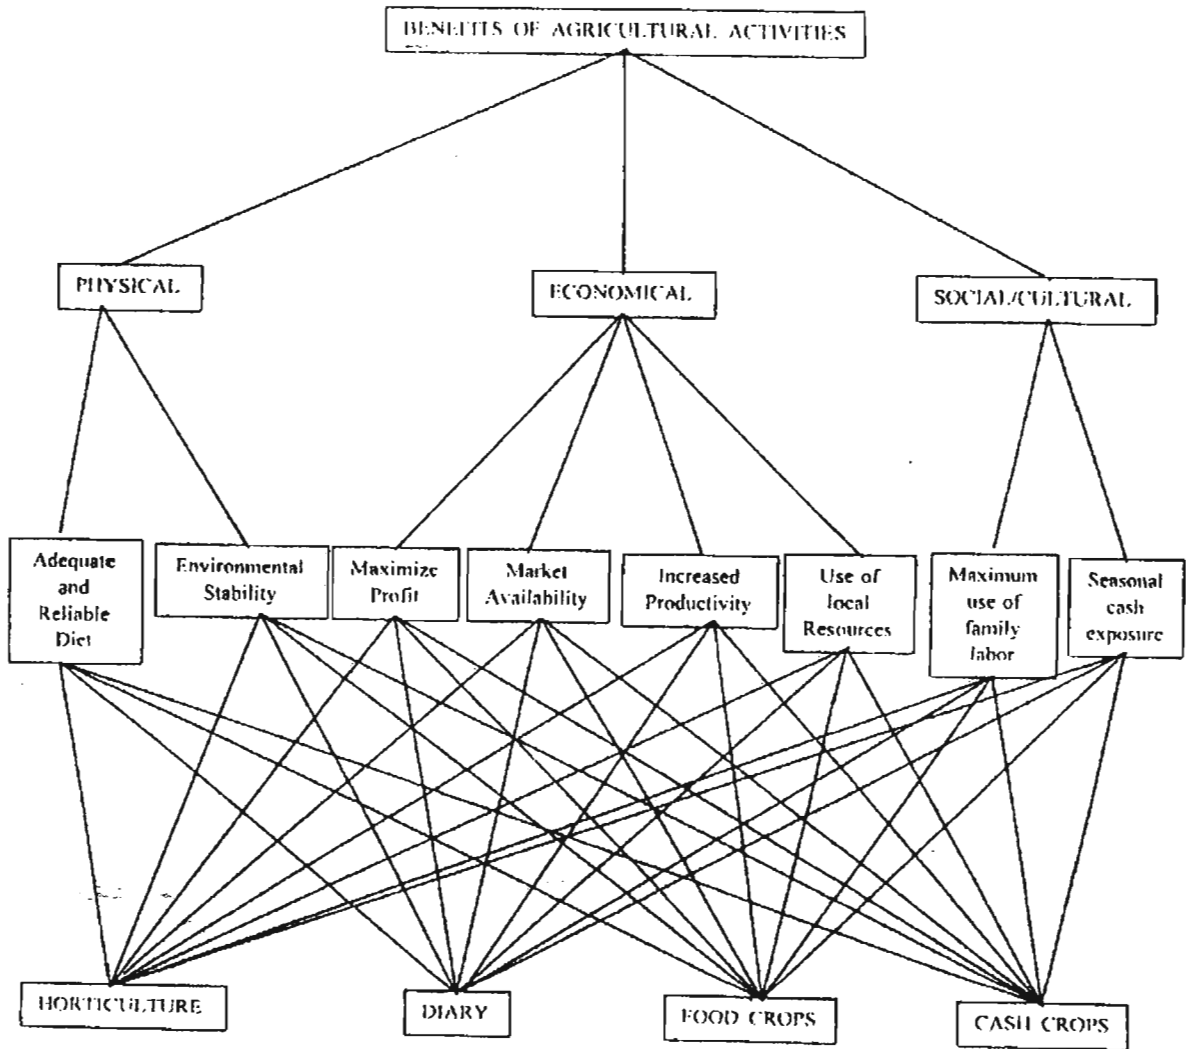 BENEFITS OF AGRICULTURAL ACTIVITIES
PHYSICAL
ECONOMICAL
SOCIAL/CULTURAL
Adequate
and
Reliable
Diet
Environmental
Stability
Maximize
Profit
Market
Availability
Increased
Productivity
Use of
local
Resources
Maximum
use of
family
labor
Seasonal
cash
exposure
HORTICULTURE
DIARY
FOOD CROPS
CASH CROPS